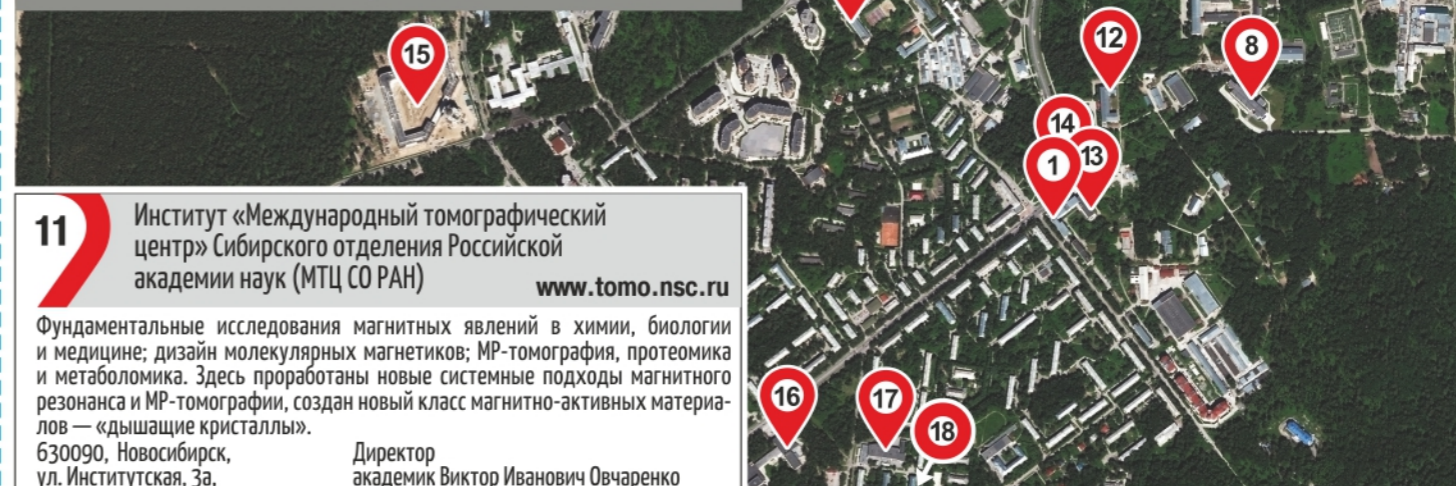 15
12
8
14
1
13
11
Институт «Международный томографический
центр» Сибирского отделения Российской
академии наук (МТЦ СО РАН)
www.tomo.nsc.ru
Фундаментальные исследования магнитных явлений в химии, биологии
и медицине; дизайн молекулярных магнетиков; МР-томография, протеомика
и метаболомика. Здесь проработаны новые системные подходы магнитного
резонанса и МР-томографии, создан новый класс магнитно-активных материа-
лов — «дышащие кристаллы».
630090, Новосибирск,
ул. Институтская, 3а,
Директор
академик Виктор Иванович Овчаренко
16
17
18